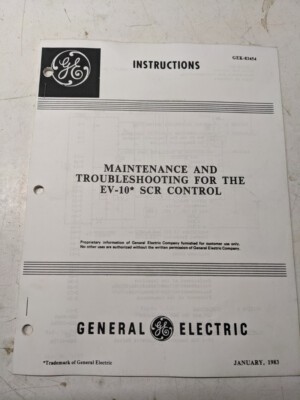 GE
INSTRUCTIONS
GEK-83454
MAINTENANCE AND
TROUBLESHOOTING FOR THE
EV-10* SCR CONTROL
Proprietary information of General Electric Company furnished for customer use only.
No other uses are authorized without the written permission of General Electric Company.
GENERAL GE ELECTRIC
*Trademark of General Electric
JANUARY, 1983